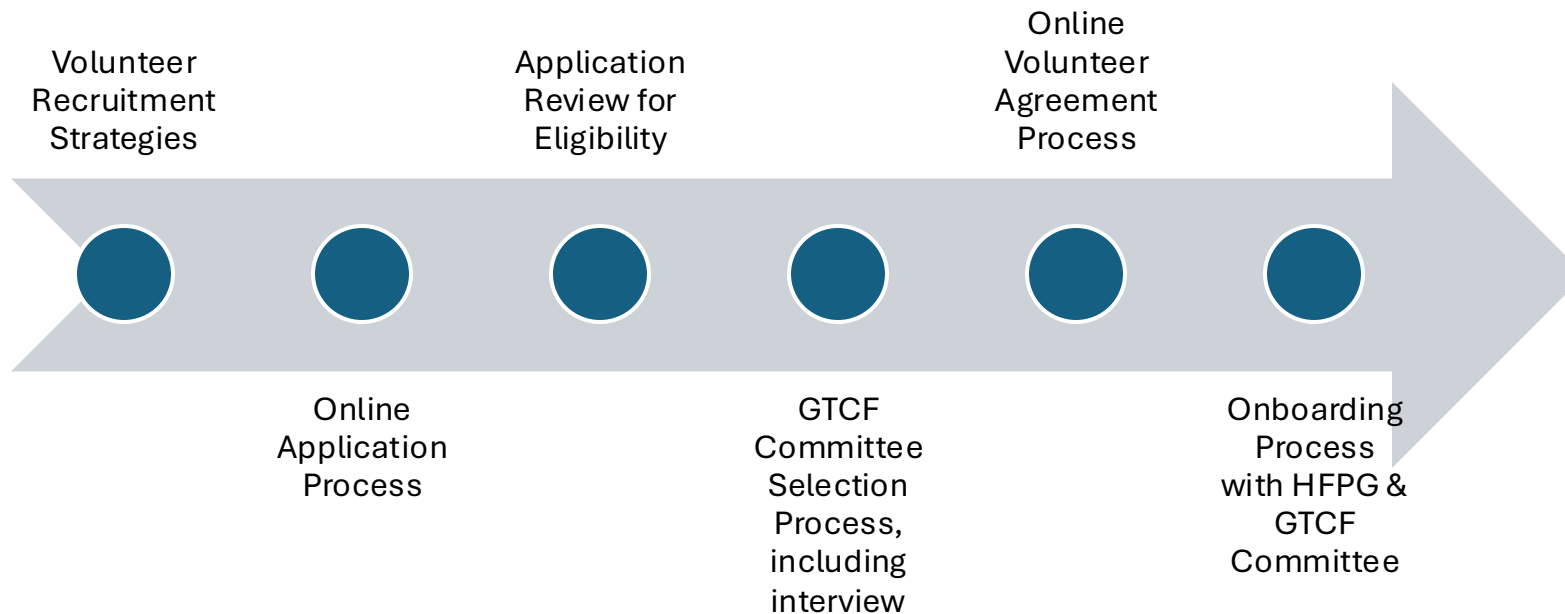 Volunteer
Recruitment
Strategies
Online
Application
Process
Application
Review for
Eligibility
GTCF
Committee
Selection
Process,
including
interview
Online
Volunteer
Agreement
Process
Onboarding
Process
with HFPG &
GTCF
Committee